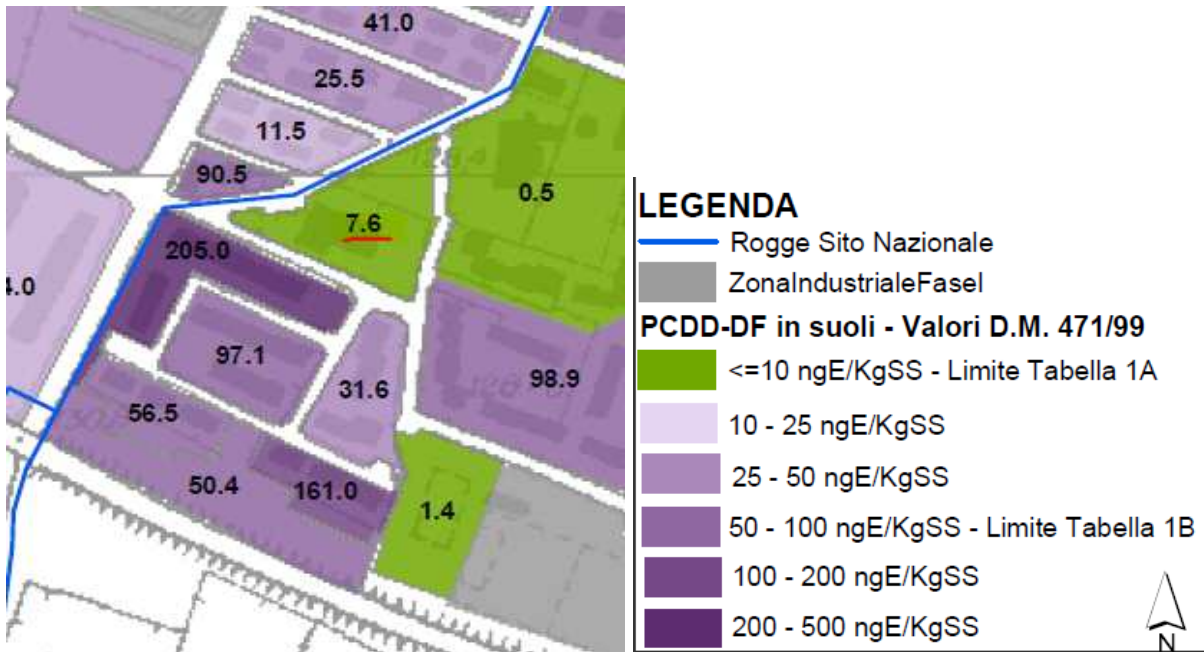 41.0
25.5
11.5
90.5
0.5
7.6
205.0
4.0
97.1
98.9
31.6
56.5
50.4
161.0
1.4
LEGENDA
Rogge Sito Nazionale
ZonaIndustrialeFasel
PCDD-DF in suoli - Valori D.M. 471/99
<=10 ngE/KgSS - Limite Tabella 1A
10 - 25 ngE/KgSS
25 - 50 ngE/KgSS
50 - 100 ngE/KgSS - Limite Tabella 1B
100 - 200 ngE/KgSS
200 - 500 ngE/KgSS
N